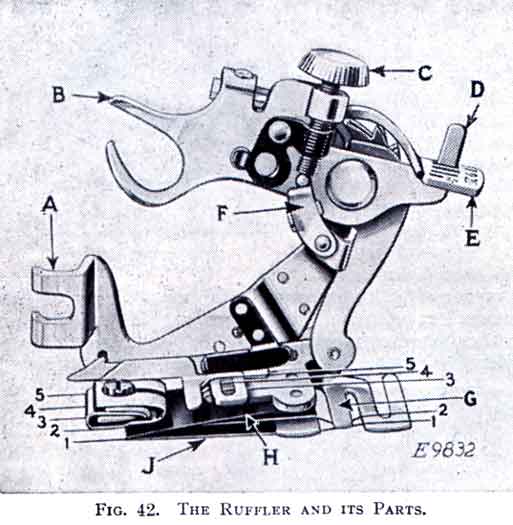 C
D
B
A
F
E
5
4
3
5
4
3
2
1
G
2
1
J
H
E9832
FIG. 42. THE RUFFLER AND ITS PARTS.